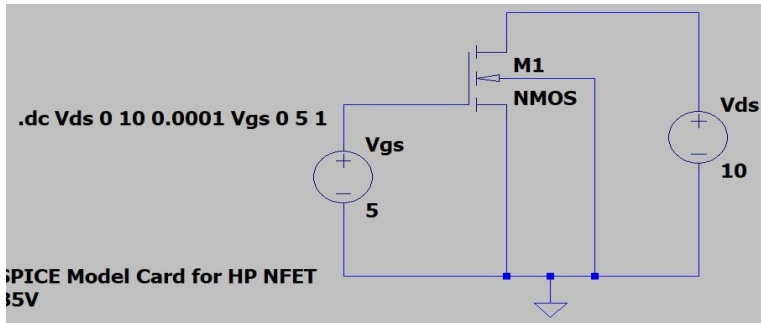 M1
NMOS
.dc Vds 0 10 0.0001 Vgs 0 5 1
Vds
Vgs
10
5
SPICE Model Card for HP NFET
35V